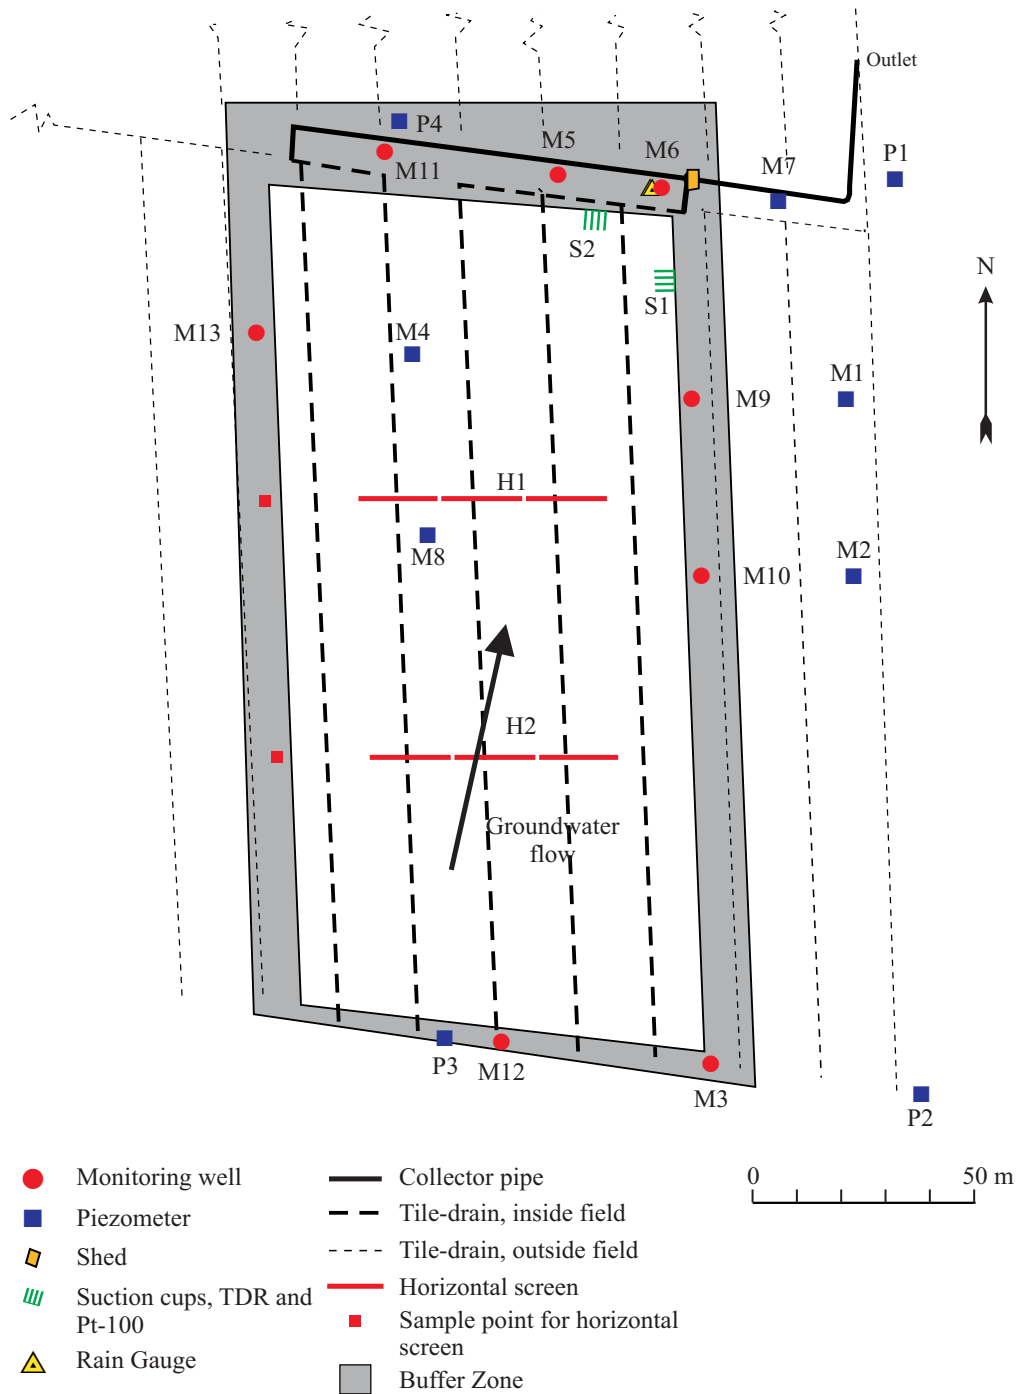 Outlet
P4
M5
M6
M7
P1
M11
S2
N
S1
M13
M4
M1
M9
H1
M8
M2
M10
H2
Groundwater
flow
P3
M12
M3
P2
Monitoring well
Piezometer
Shed
Suction cups, TDR and
Pt-100
Rain Gauge
Collector pipe
Tile-drain, inside field
Tile-drain, outside field
Horizontal screen
Sample point for horizontal
screen
Buffer Zone
0 50 m